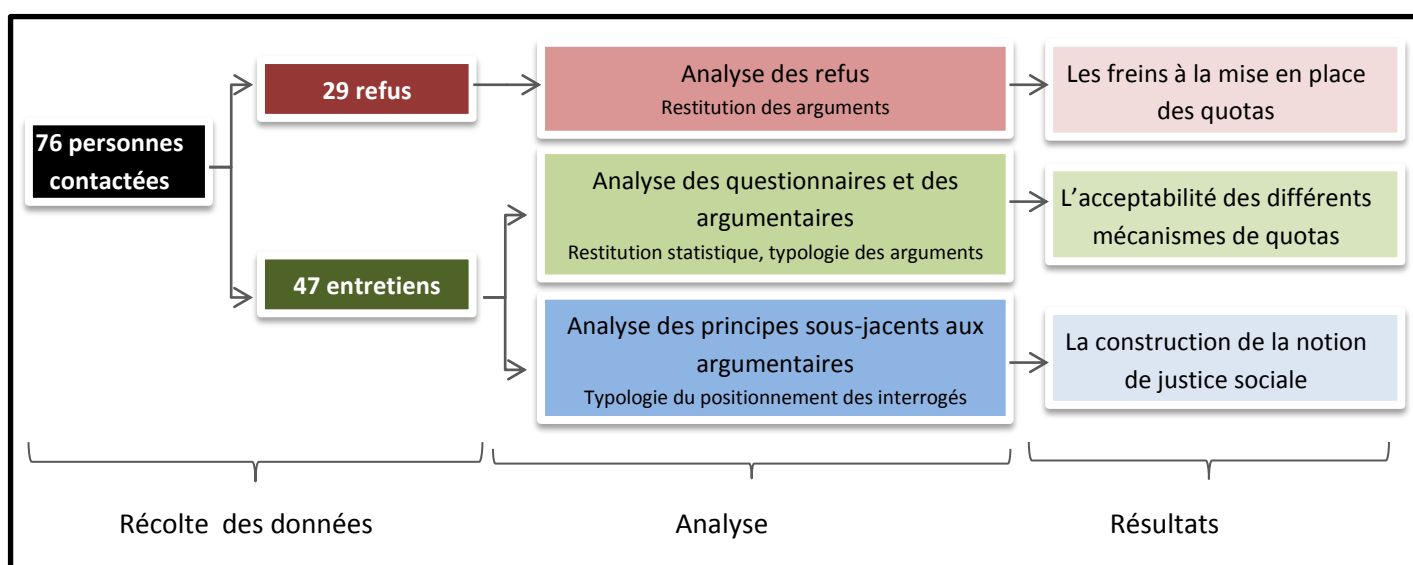 76 personnes
contactées
29 refus
47 entretiens
Analyse des refus
Restitution des arguments
Analyse des questionnaires et des
argumentaires
Restitution statistique, typologie des arguments
Analyse des principes sous-jacents aux
argumentaires
Typologie du positionnement des interrogés
Les freins à la mise en place
des quotas
L’acceptabilité des différents
mécanismes de quotas
La construction de la notion
de justice sociale
Récolte des données
Analyse
Résultats